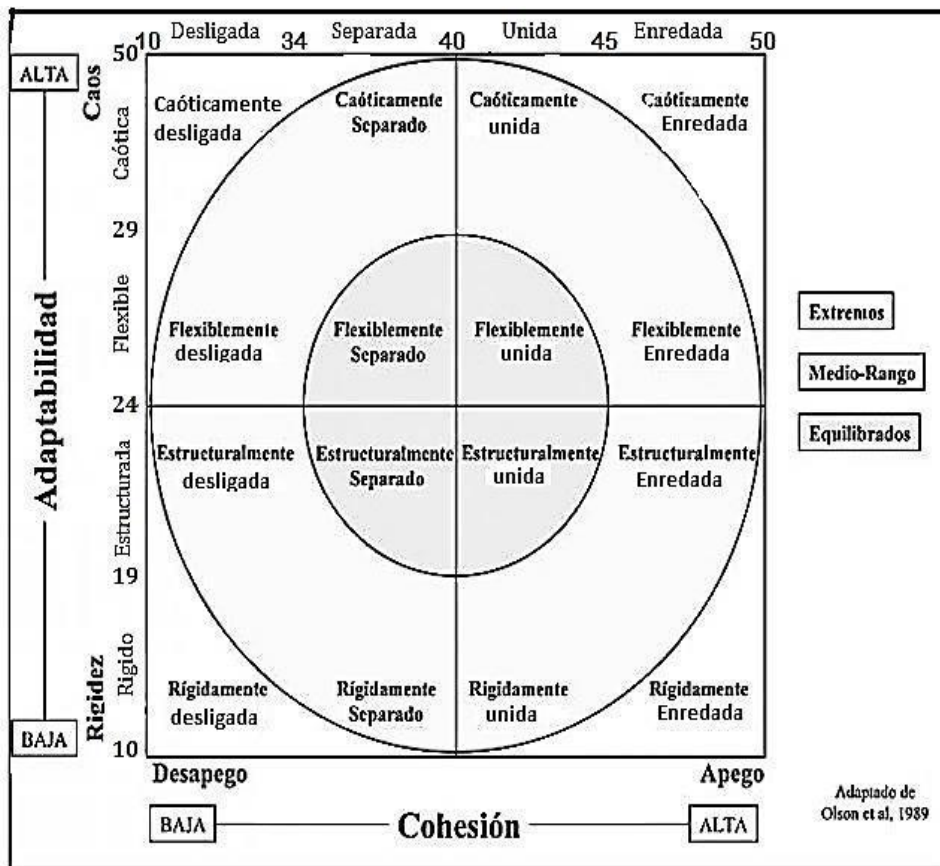 Desligada Separada Unida Enredada
10 34 40 45 50
50
ALTA
Caos
Caótica
Caóticamente desligada
Caóticamente Separado
Caóticamente unida
Caóticamente Enredada
29
Adaptabilidad
Flexible
Flexiblemente desligada
Flexiblemente Separado
Flexiblemente unida
Flexiblemente Enredada
Extremos
Medio-Rango
Equilibrados
24
Estructurada
Estructuralmente desligada
Estructuralmente Separado
Estructuralmente unida
Estructuralmente Enredada
19
Rigidez
Rigido
Rígidamente desligada
Rígidamente Separado
Rigidamente unida
Rígidamente Enredada
BAJA
10
Desapego Apego
BAJA Cohesión ALTA
Adaptado de
Olson et al, 1989